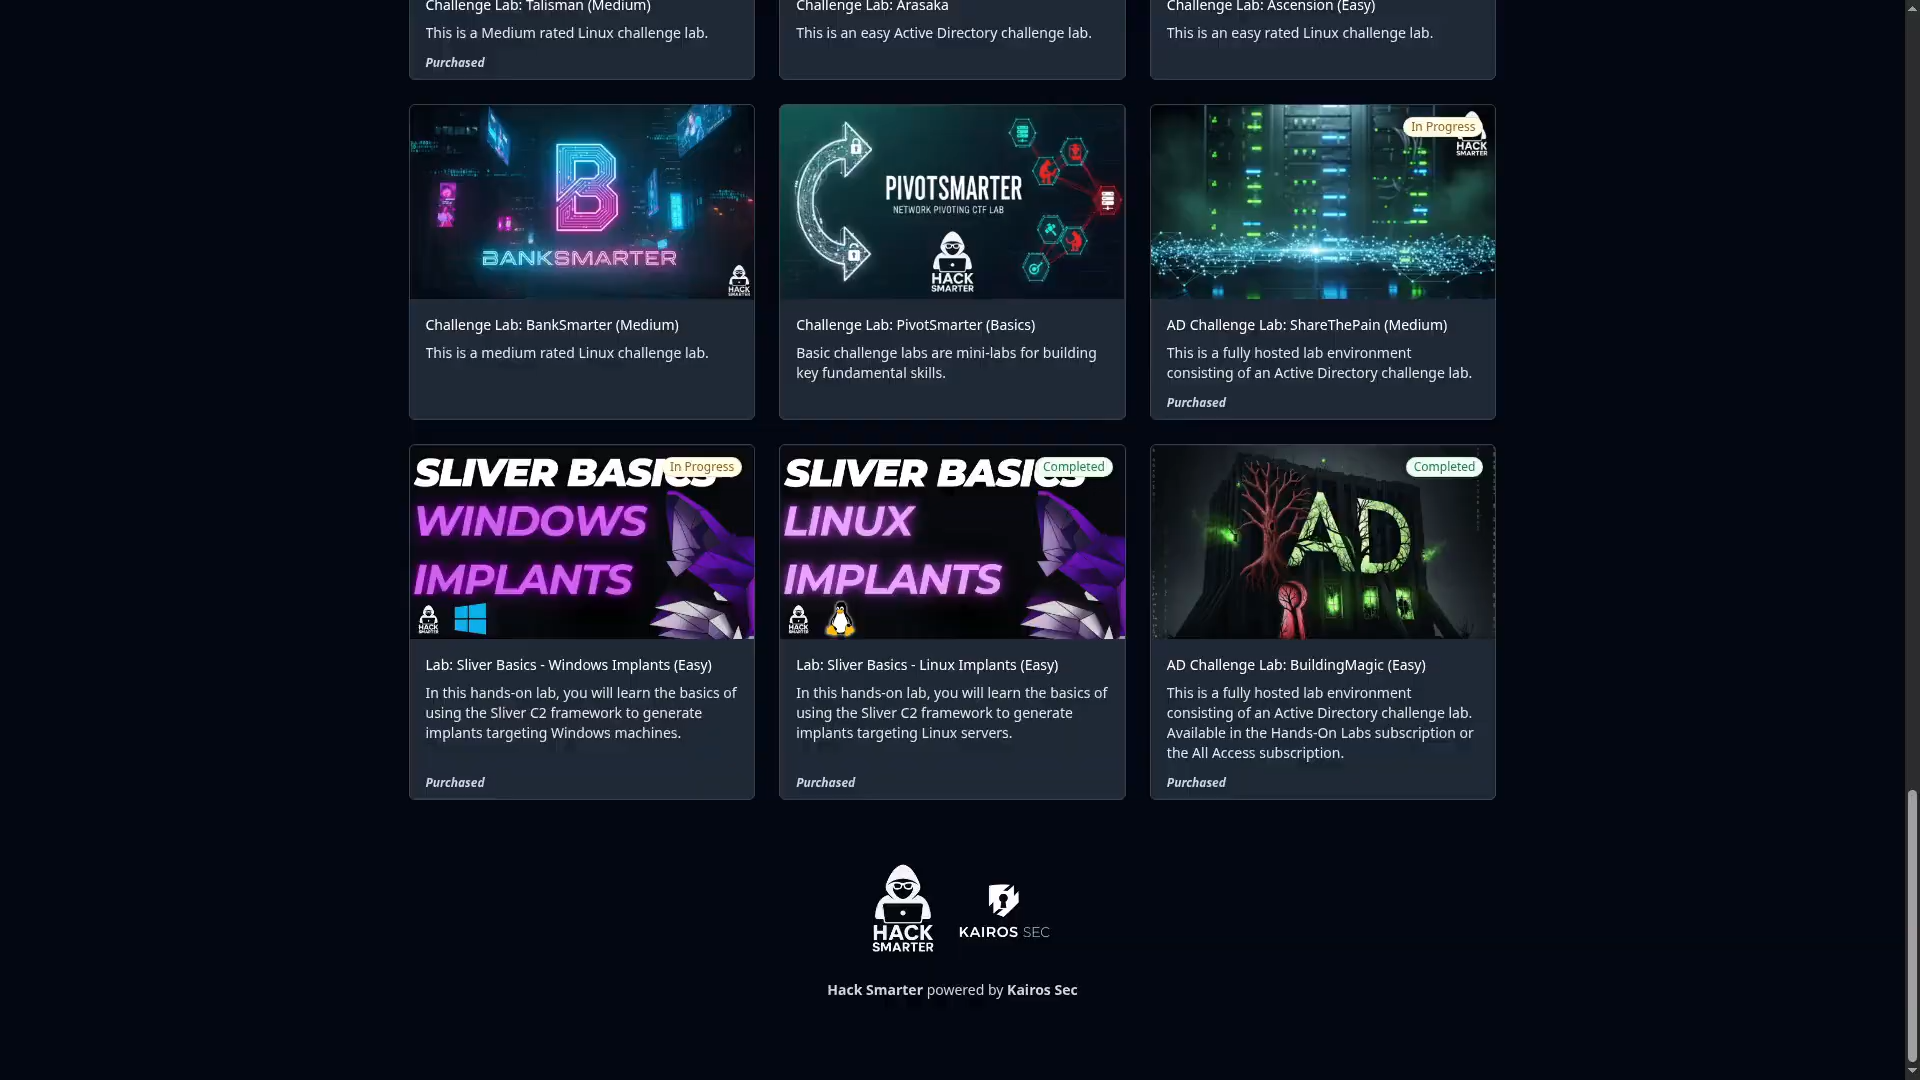 Challenge Lab: Talisman (Medium)
This is a Medium rated Linux challenge lab.
Purchased
Challenge Lab: Arasaka
This is an easy Active Directory challenge lab.
Challenge Lab: Ascension (Easy)
This is an easy rated Linux challenge lab.
B
BANKSMARTER
HACK
SMARTER
Challenge Lab: BankSmarter (Medium)
This is a medium rated Linux challenge lab.
PIVOTSMARTER
NETWORK PIVOTING CTF LAB
HACK
SMARTER
Challenge Lab: PivotSmarter (Basics)
Basic challenge labs are mini-labs for building
key fundamental skills.
In Progress
HACK
SMARTER
AD Challenge Lab: ShareThePain (Medium)
This is a fully hosted lab environment
consisting of an Active Directory challenge lab.
Purchased
SLIVER BASICS
In Progress
WINDOWS
IMPLANTS
HACK
SMARTER
Lab: Sliver Basics - Windows Implants (Easy)
In this hands-on lab, you will learn the basics of
using the Sliver C2 framework to generate
implants targeting Windows machines.
Purchased
SLIVER BASICS
Completed
LINUX
IMPLANTS
HACK
SMARTER
Lab: Sliver Basics - Linux Implants (Easy)
In this hands-on lab, you will learn the basics of
using the Sliver C2 framework to generate
implants targeting Linux servers.
Purchased
Completed
AD
AD Challenge Lab: BuildingMagic (Easy)
This is a fully hosted lab environment
consisting of an Active Directory challenge lab.
Available in the Hands-On Labs subscription or
the All Access subscription.
Purchased
HACK
SMARTER
KAIROS SEC
Hack Smarter powered by Kairos Sec